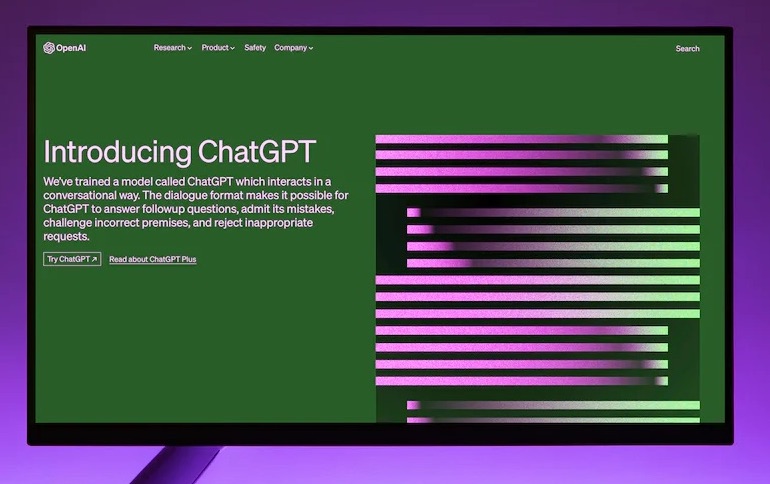 OpenAI
Research Product Safety Company
Search
Introducing ChatGPT
We've trained a model called ChatGPT which interacts in a
conversational way. The dialogue format makes it possible for
ChatGPT to answer followup questions, admit its mistakes,
challenge incorrect premises, and reject inappropriate
requests.
Try ChatGPT ↗ Read about ChatGPT Plus